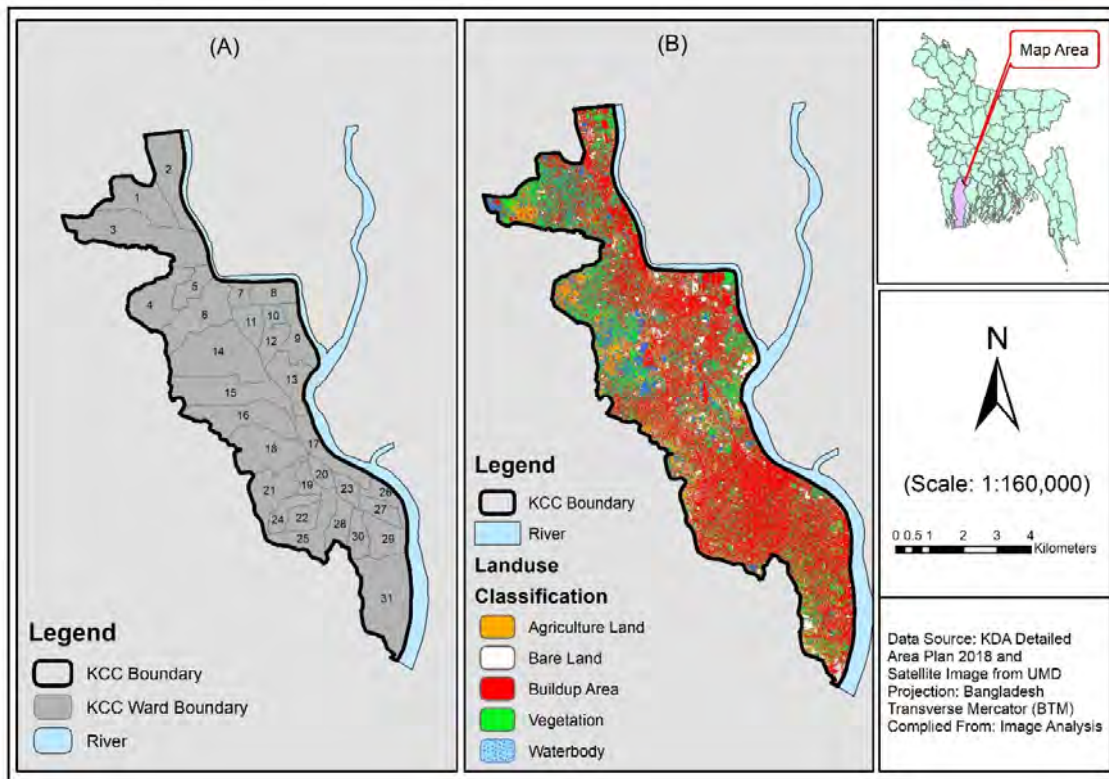 (A)
2
1
3
5
4
6
7
8
11
10
9
12
14
13
15
16
17
18
20
19
21
23
26
27
24
22
28
30
29
25
31
Legend
KCC Boundary
KCC Ward Boundary
River
(B)
Legend
KCC Boundary
River
Landuse
Classification
Agriculture Land
Bare Land
Buildup Area
Vegetation
Waterbody
Map Area
N
(Scale: 1:160,000)
0 0.5 1 2 3 4
Kilometers
Data Source: KDA Detailed
Area Plan 2018 and
Satellite Image from UMD
Projection: Bangladesh
Transverse Mercator (BTM)
Complied From: Image Analysis